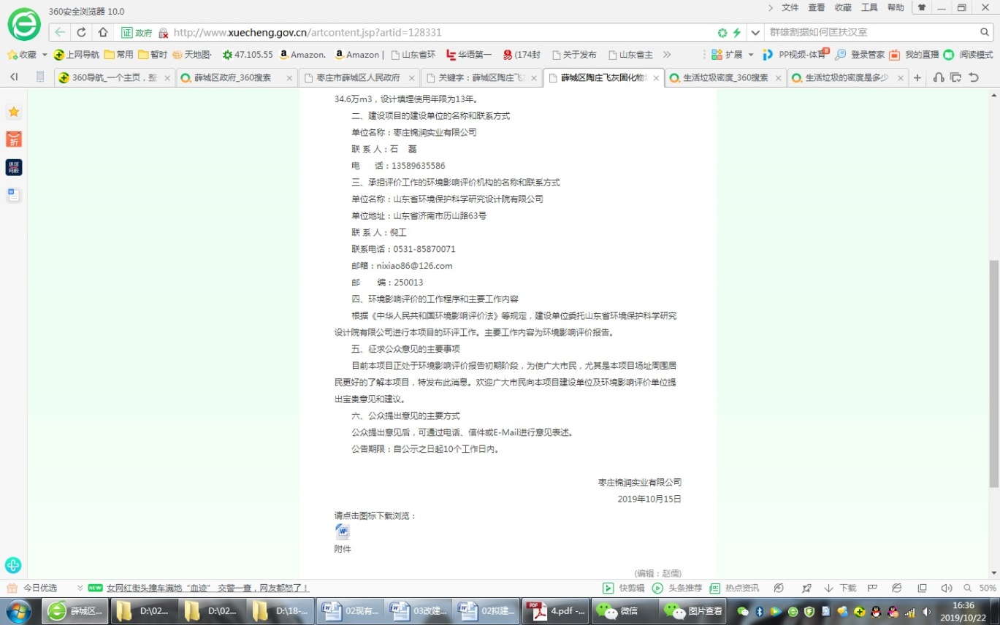 360安全浏览器 10.0
文件 查看 收藏 工具 帮助
证 政府 http://www.xuecheng.gov.cn/artcontent.jsp?artid=128331
群雄割据如何匡扶汉室
收藏 上网导航 常用 暂时 天地图· 47.105.55 Amazon. Amazon | 山东省环 华语第一 (174封 关于发布 山东省主 » 扩展 PP视频-体育 登录管家 我的直播 阅读模式
360导航_一个主页，整 薛城区政府_360搜索 枣庄市薛城区人民政府 关键字：薛城区陶庄飞 薛城区陶庄飞灰固化物 生活垃圾密度_360搜索 生活垃圾的密度是多少
34.6万m3，设计填埋使用年限为13年。
二、建设项目的建设单位的名称和联系方式
单位名称：枣庄锦润实业有限公司
联 系 人：石 磊
电 话：13589635586
三、承担评价工作的环境影响评价机构的名称和联系方式
单位名称：山东省环境保护科学研究设计院有限公司
单位地址：山东省济南市历山路63号
联 系 人：倪工
联系电话：0531-85870071
邮箱：nixiao86@126.com
邮 编：250013
四、环境影响评价的工作程序和主要工作内容
根据《中华人民共和国环境影响评价法》等规定，建设单位委托山东省环境保护科学研究
设计院有限公司进行本项目的环评工作。主要工作内容为环境影响评价报告。
五、征求公众意见的主要事项
目前本项目正处于环境影响评价报告初期阶段，为使广大市民，尤其是本项目场址周围居
民更好的了解本项目，特发布此消息。欢迎广大市民向本项目建设单位及环境影响评价单位提
出宝贵意见和建议。
六、公众提出意见的主要方式
公众提出意见后，可通过电话、信件或E-Mail进行意见表述。
公告期限：自公示之日起10个工作日内。
枣庄锦润实业有限公司
2019年10月15日
请点击图标下载浏览：
附件
(编辑：赵儒)
今日优选 NEW 女网红街头撞车满地“血迹” 交警一查，网友都怒了！ 快剪辑 头条推荐 热点资讯 下载 50%
薛城区... D:\02... D:\02... D:\18-... 02现有... 03改建... 02拟建... 4.pdf -... 微信 图片查看 16:36
2019/10/22